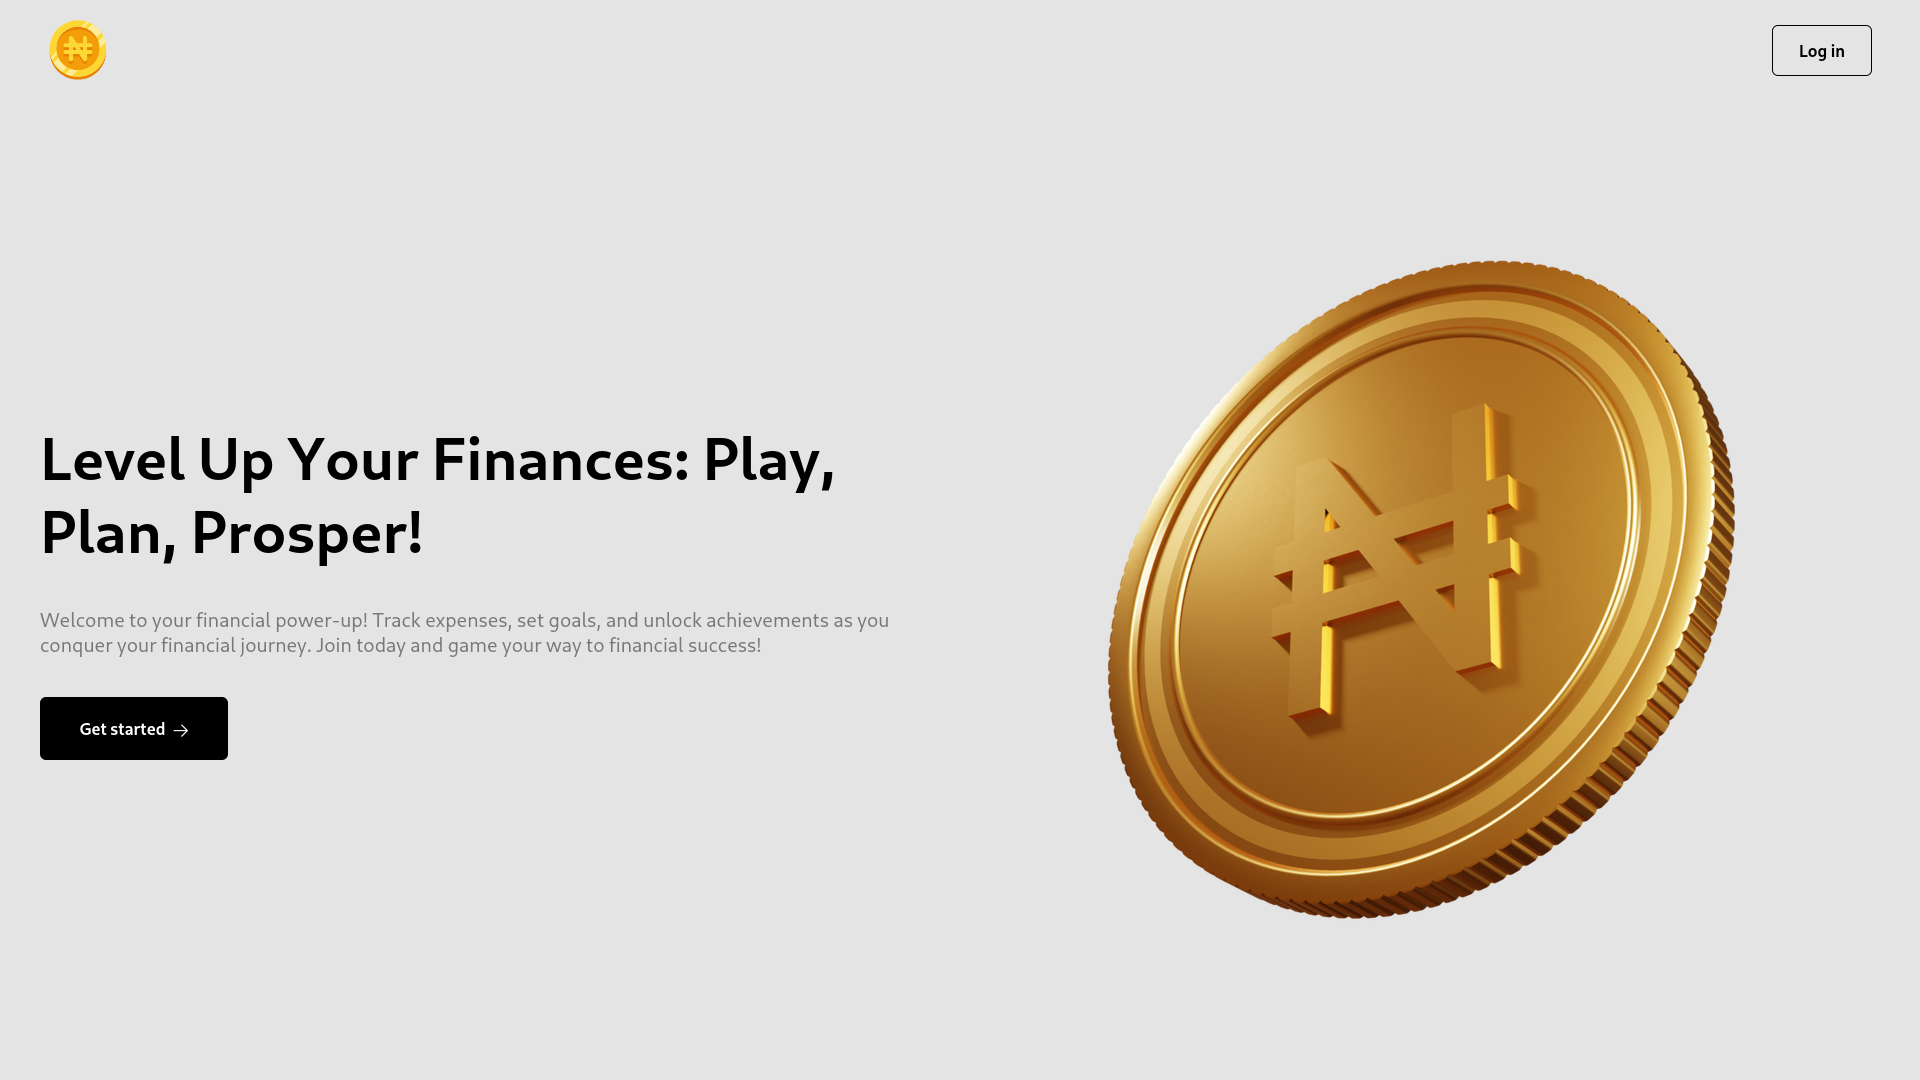 ₦
Log in
Level Up Your Finances: Play,
Plan, Prosper!
Welcome to your financial power-up! Track expenses, set goals, and unlock achievements as you
conquer your financial journey. Join today and game your way to financial success!
Get started →
₦